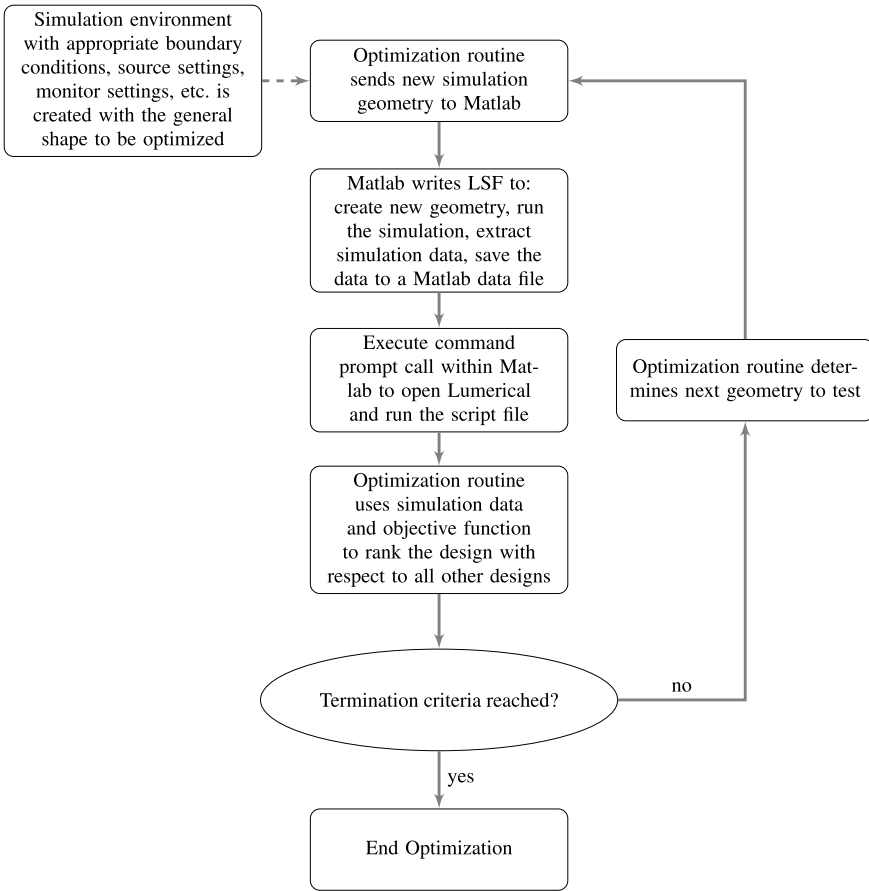 Simulation environment
with appropriate boundary
conditions, source settings,
monitor settings, etc. is
created with the general
shape to be optimized
Optimization routine
sends new simulation
geometry to Matlab
Matlab writes LSF to:
create new geometry, run
the simulation, extract
simulation data, save the
data to a Matlab data file
Execute command
prompt call within Mat-
lab to open Lumerical
and run the script file
Optimization routine deter-
mines next geometry to test
Optimization routine
uses simulation data
and objective function
to rank the design with
respect to all other designs
Termination criteria reached?
no
yes
End Optimization